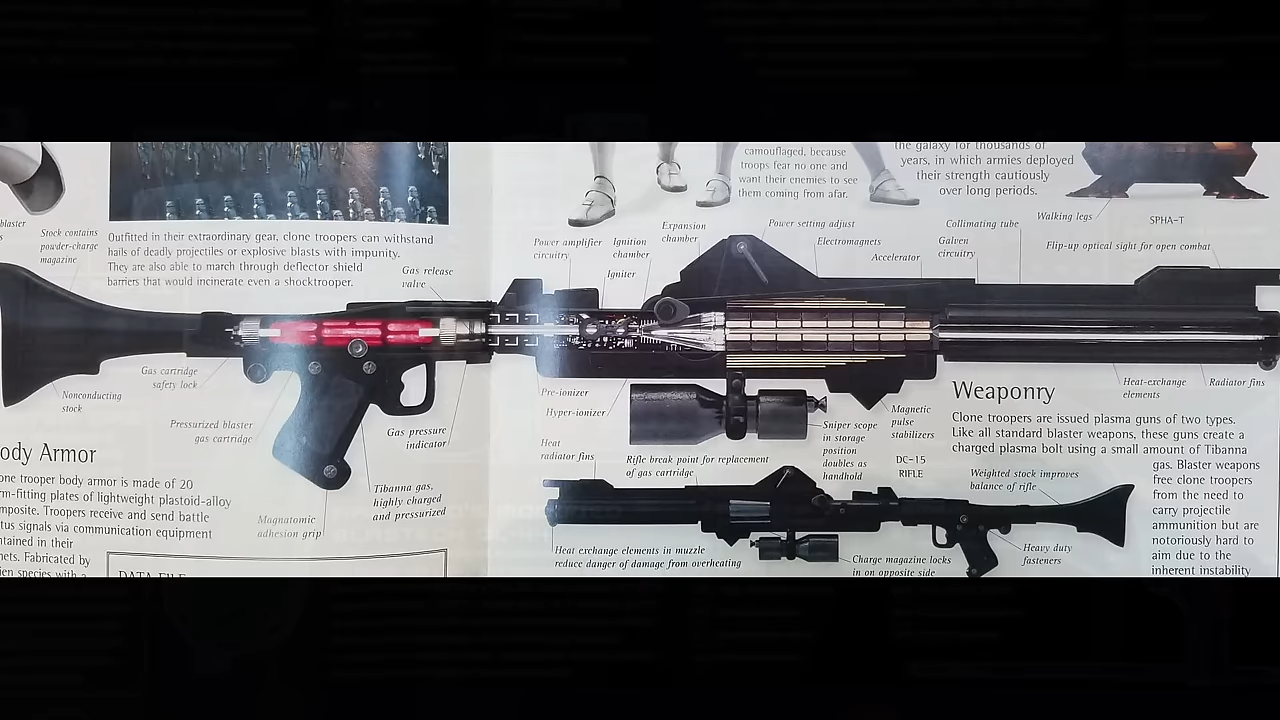 camouflaged, because
troops fear no one and
want their enemies to see
them coming from afar.
the galaxy for thousands of
years, in which armies deployed
their strength cautiously
over long periods.
Walking legs
SPHA-T
blaster
Stock contains
powder-charge
magazine
Outfitted in their extraordinary gear, clone troopers can withstand
hails of deadly projectiles or explosive blasts with impunity.
They are also able to march through deflector shield
barriers that would incinerate even a shocktrooper.
Gas release
valve
Power amplifier
circuitry
Ignition
chamber
Igniter
Expansion
chamber
Power setting adjust
Electromagnets
Accelerator
Collimating tube
Galven
circuitry
Flip-up optical sight for open combat
Gas cartridge
safety lock
Nonconducting
stock
Pressurized blaster
gas cartridge
Gas pressure
indicator
Tibanna gas,
highly charged
and pressurized
Magnatomic
adhesion grip
Pre-ionizer
Hyper-ionizer
Heat
radiator fins
Rifle break point for replacement
of gas cartridge
Sniper scope
in storage
position
doubles as
handhold
Magnetic
pulse
stabilizers
DC-15
RIFLE
Heat-exchange
elements
Radiator fins
Weaponry
Clone troopers are issued plasma guns of two types.
Like all standard blaster weapons, these guns create a
charged plasma bolt using a small amount of Tibanna
gas. Blaster weapons
free clone troopers
from the need to
carry projectile
ammunition but are
notoriously hard to
aim due to the
inherent instability
Weighted stock improves
balance of rifle
Heavy duty
fasteners
Heat exchange elements in muzzle
reduce danger of damage from overheating
Charge magazine locks
in on opposite side
ody Armor
one trooper body armor is made of 20
rm-fitting plates of lightweight plastoid-alloy
mposite. Troopers receive and send battle
tus signals via communication equipment
ntained in their
nets. Fabricated by
ien species with a
DATA FILE